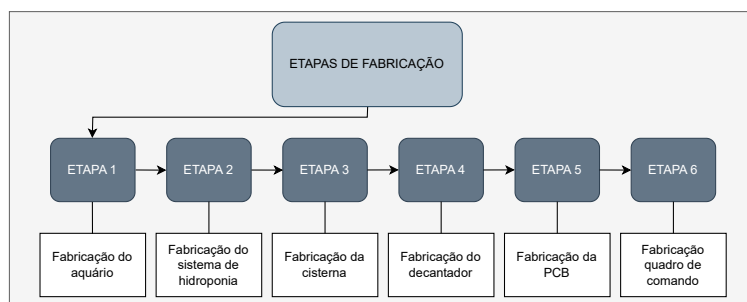 ETAPAS DE FABRICAÇÃO
ETAPA 1
ETAPA 2
ETAPA 3
ETAPA 4
ETAPA 5
ETAPA 6
Fabricação do
aquário
Fabricação do
sistema de
hidroponia
Fabricação da
cisterna
Fabricação do
decantador
Fabricação da
PCB
Fabricação
quadro de
comando